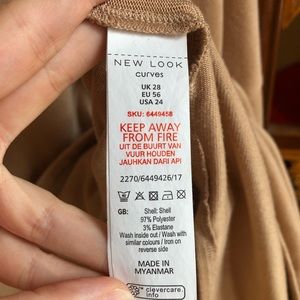 NEW LOOK
curves
UK 28
EU 56
USA 24
SKU: 6449458
KEEP AWAY
FROM FIRE
UIT DE BUURT VAN
VUUR HOUDEN
JAUHKAN DARI API
2270/6449426/17
GB: Shell: Shell
97% Polyester
3% Elastane
Wash inside out / Wash with
similar colours / Iron on
reverse side
MADE IN
MYANMAR
clevercare.
info